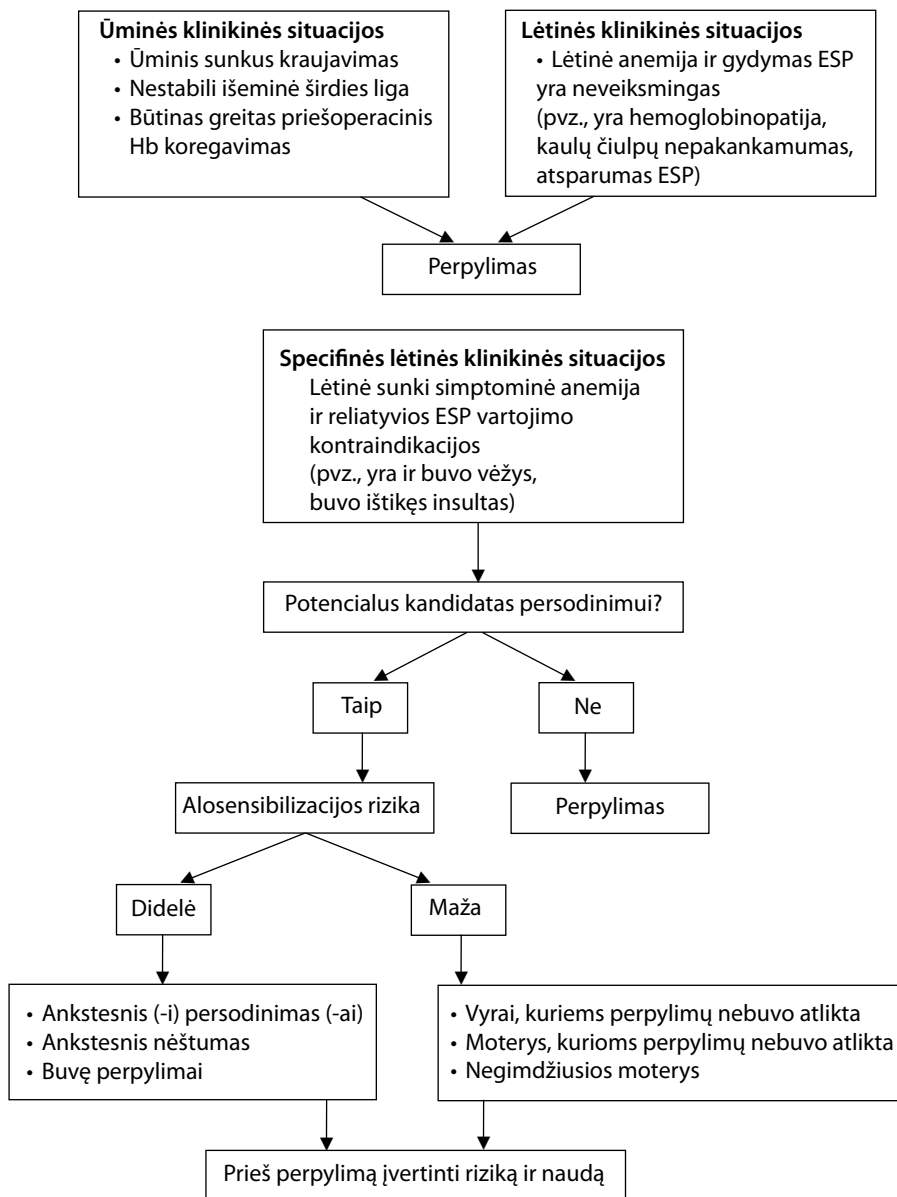 Ūminės klinikinės situacijos
• Ūminis sunkus kraujavimas
• Nestabili išeminė širdies liga
• Būtinas greitas priešoperacinis
Hb koregavimas
Lėtinės klinikinės situacijos
• Lėtinė anemija ir gydymas ESP
yra neveiksmingas
(pvz., yra hemoglobinopatija,
kaulų čiulpų nepakankamumas,
atsparumas ESP)
Perpylimas
Specifinės lėtinės klinikinės situacijos
Lėtinė sunki simptominė anemija
ir reliatyvios ESP vartojimo
kontraindikacijos
(pvz., yra ir buvo vėžys,
buvo ištikęs insultas)
Potencialus kandidatas persodinimui?
Taip
Ne
Alosensibilizacijos rizika
Perpylimas
Didelė
Maža
• Ankstesnis (-i) persodinimas (-ai)
• Ankstesnis nėštumas
• Buvę perpylimai
• Vyrai, kuriems perpylimų nebuvo atlikta
• Moterys, kurioms perpylimų nebuvo atlikta
• Negimdžiusios moterys
Prieš perpylimą įvertinti riziką ir naudą